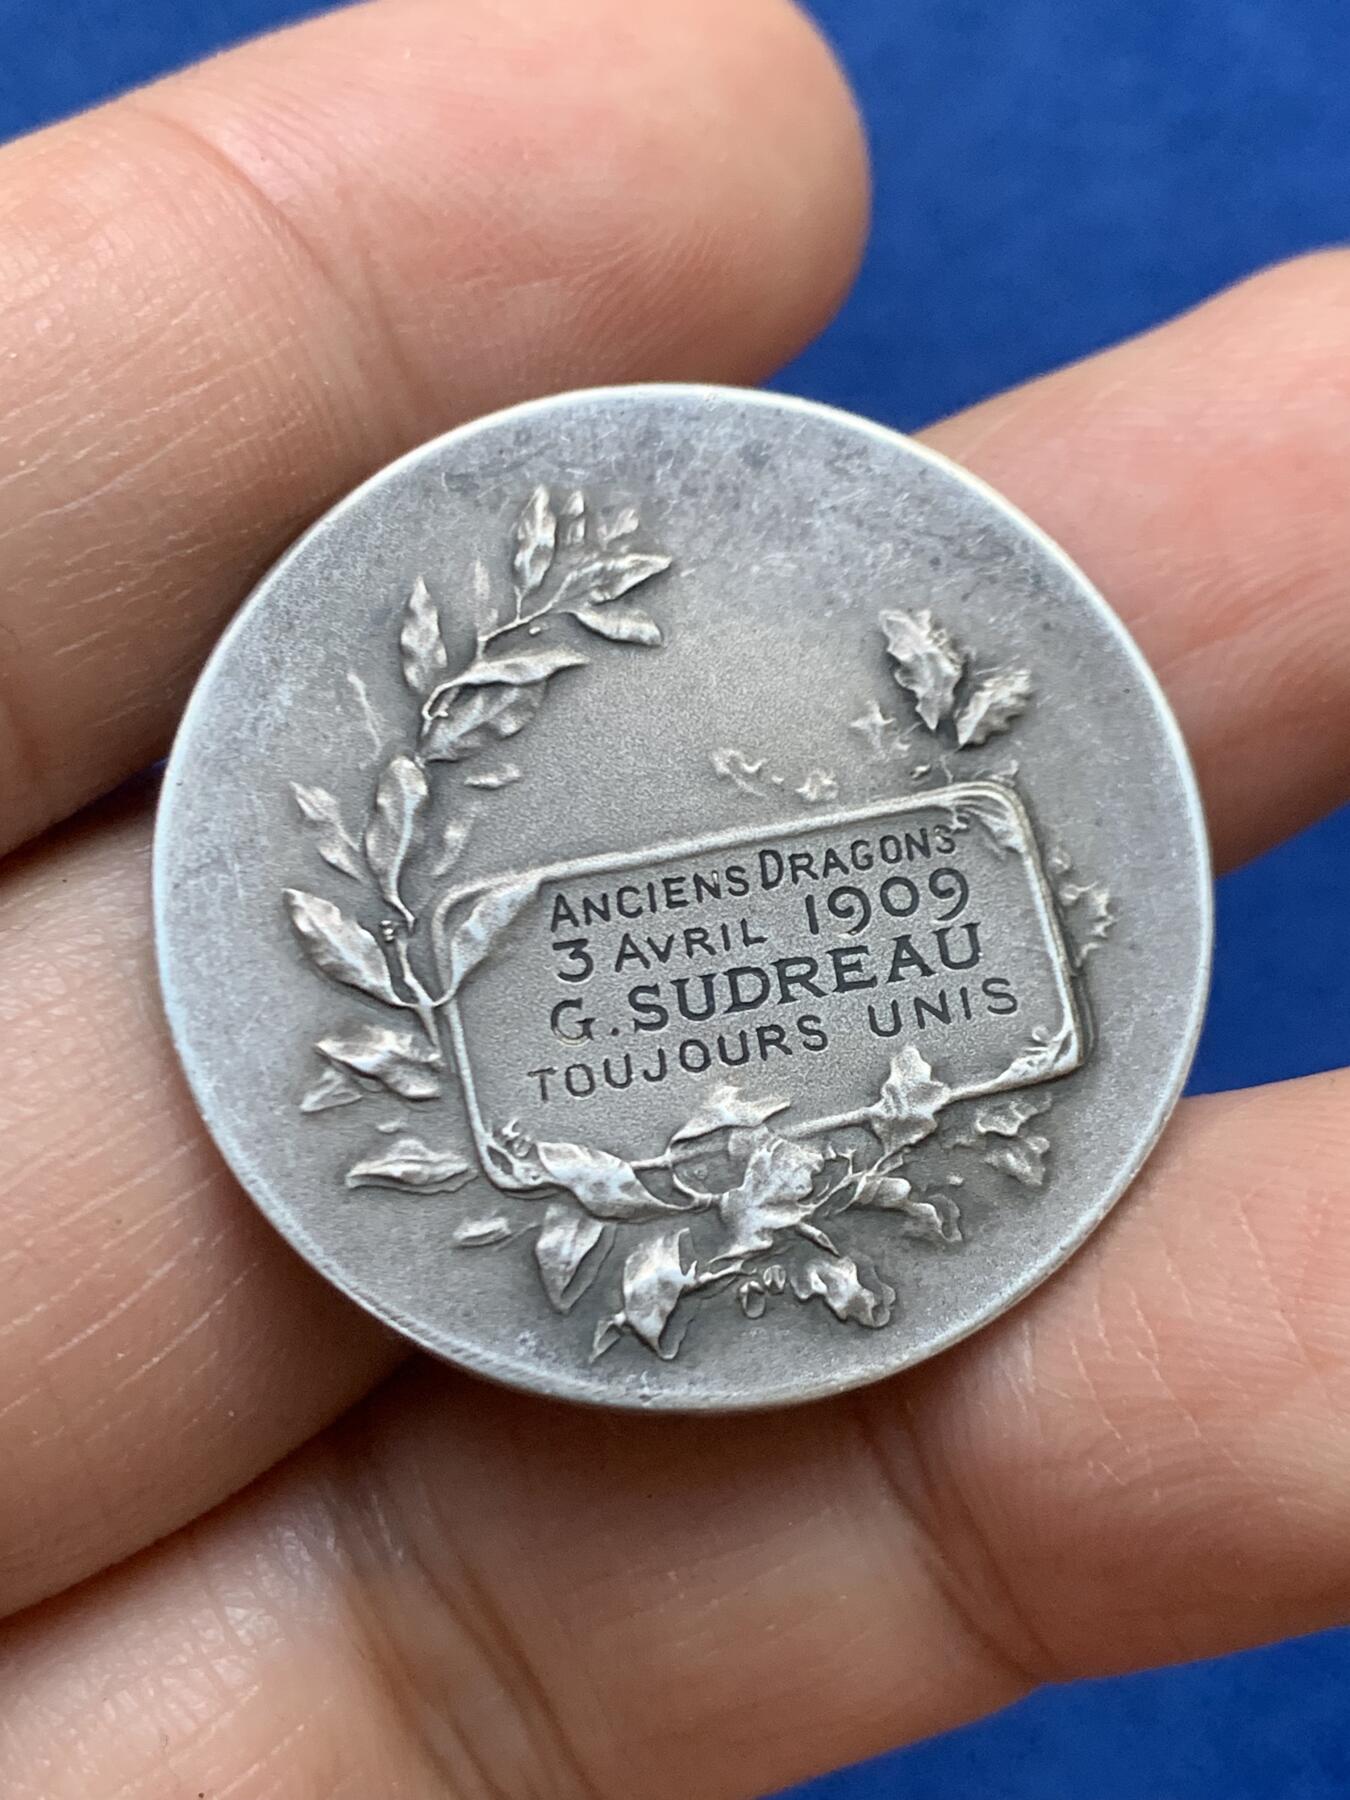 ANCIENS DRAGONS
3 AVRIL 1909
G. SUDREAU
TOUJOURS UNIS